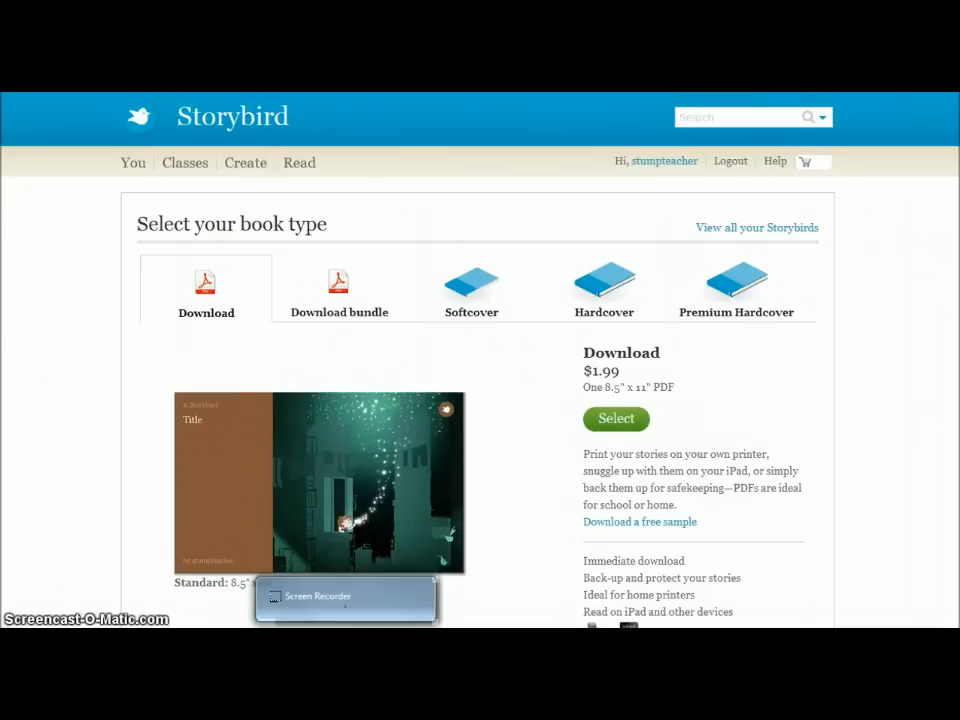 Storybird
Search
You Classes Create Read
Hi, stumpteacher Logout Help
Select your book type
View all your Storybirds
Download Download bundle Softcover Hardcover Premium Hardcover
Download
$1.99
One 8.5" x 11" PDF
Select
A Storybird
Title
Print your stories on your own printer,
snuggle up with them on your iPad, or simply
back them up for safekeeping—PDFs are ideal
for school or home.
Download a free sample
by stumpteacher
Immediate download
Back-up and protect your stories
Ideal for home printers
Read on iPad and other devices
Standard: 8.5"
Screen Recorder
Screencast-O-Matic.com